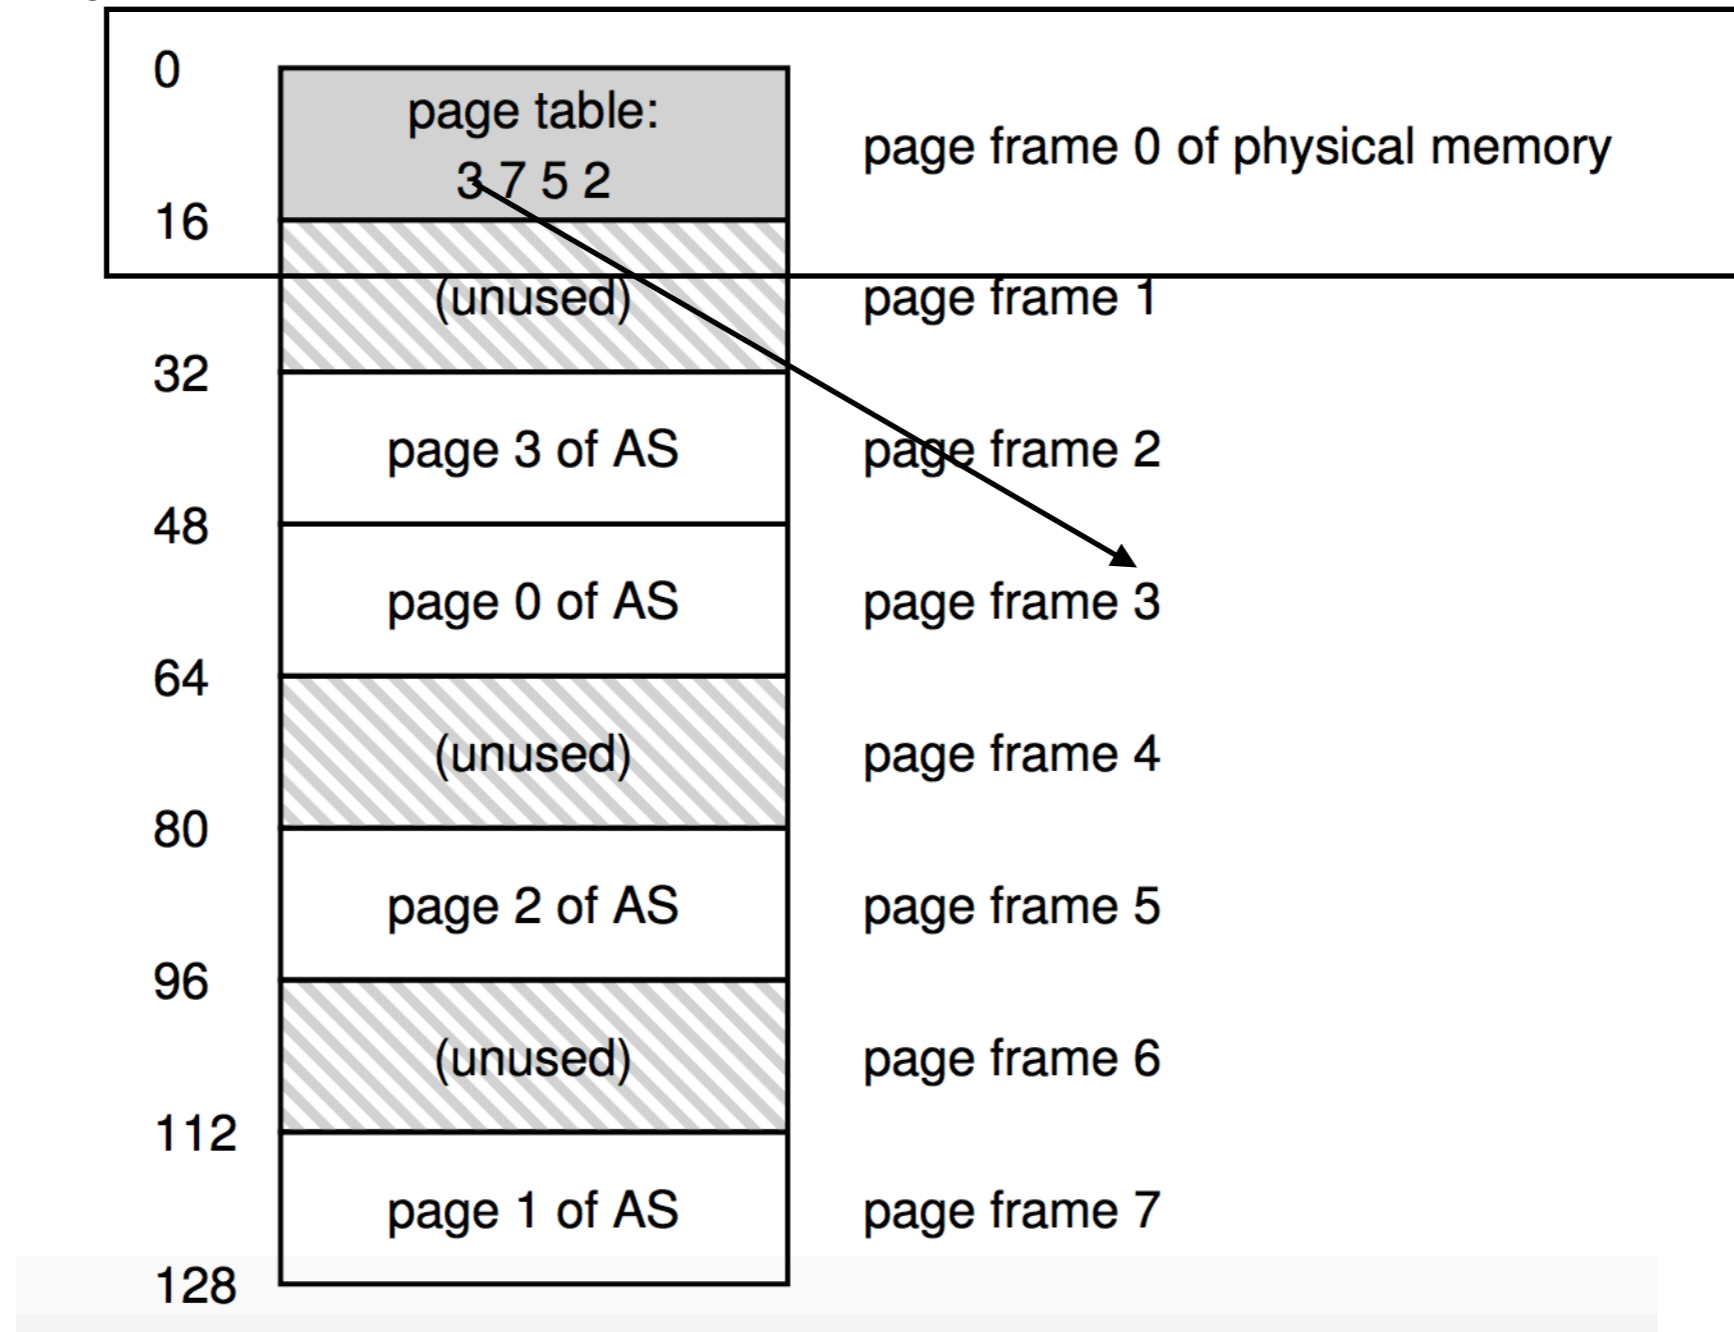 0
page table:
3 7 5 2
page frame 0 of physical memory
16
(unused)
page frame 1
32
page 3 of AS
page frame 2
48
page 0 of AS
page frame 3
64
(unused)
page frame 4
80
page 2 of AS
page frame 5
96
(unused)
page frame 6
112
page 1 of AS
page frame 7
128